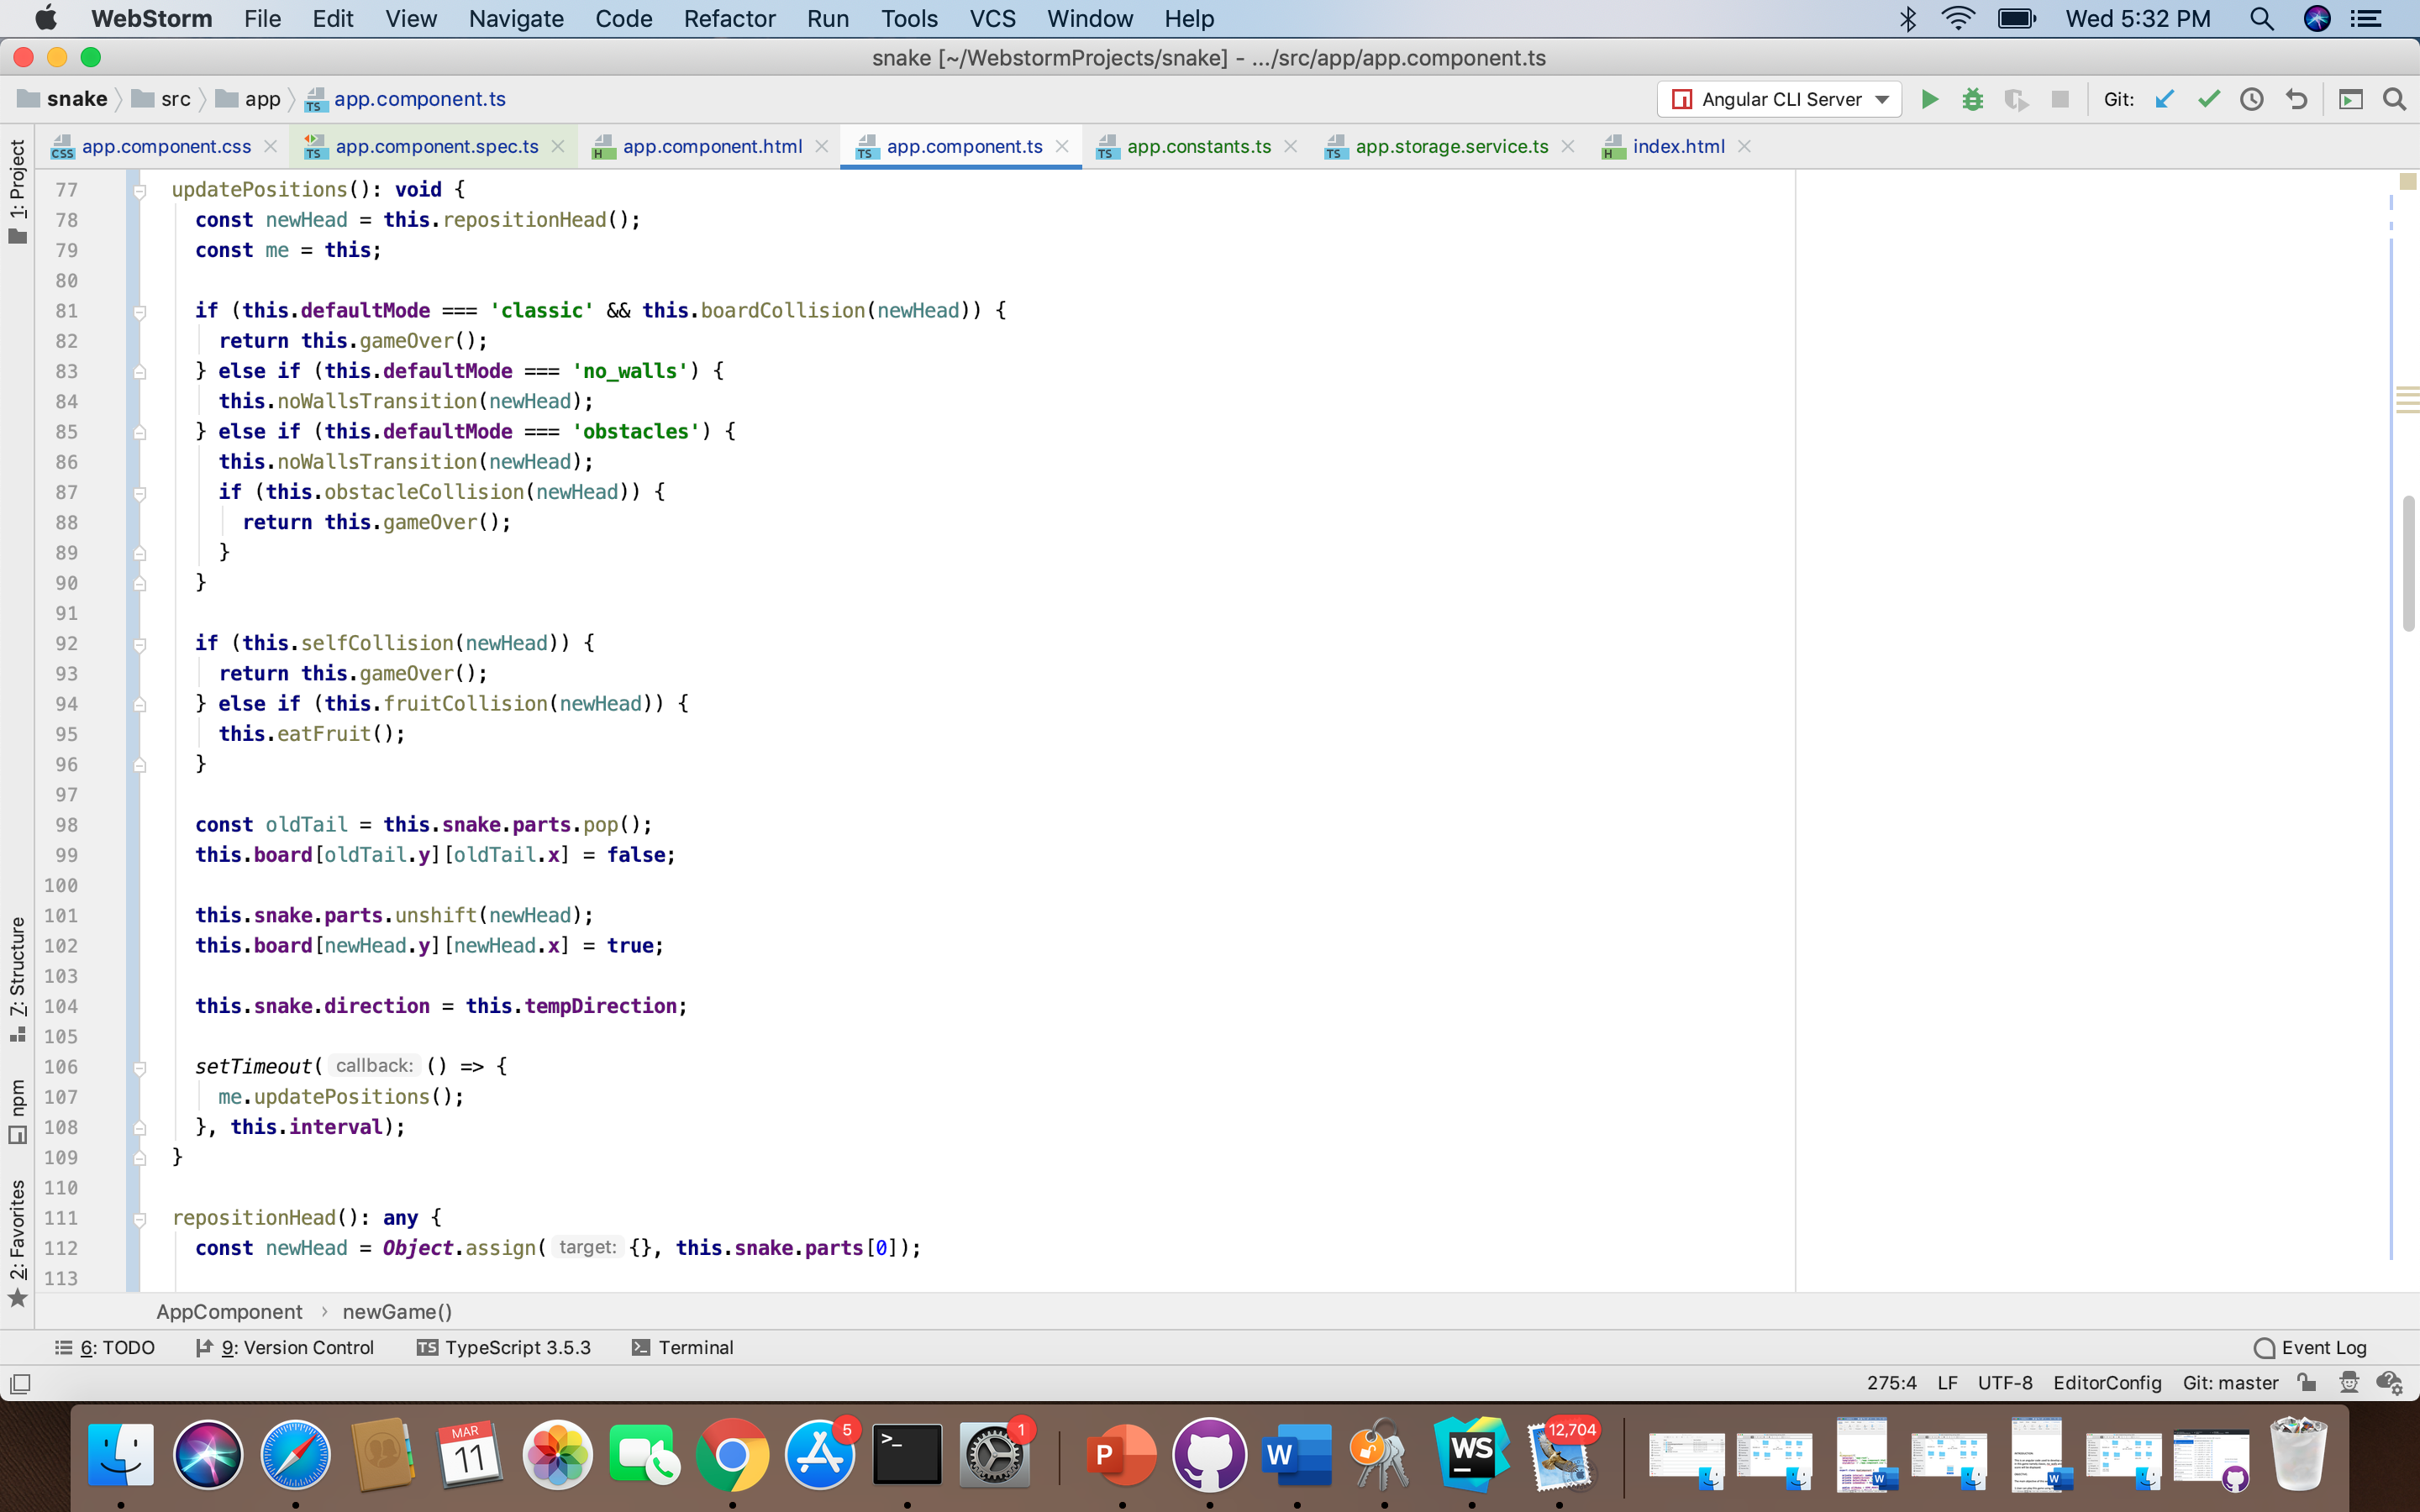 WebStorm File Edit View Navigate Code Refactor Run Tools VCS Window Help Wed 5:32 PM
snake [~/WebstormProjects/snake] - .../src/app/app.component.ts
snake src app TS app.component.ts Angular CLI Server Git:
CSS app.component.css TS app.component.spec.ts H app.component.html TS app.component.ts TS app.constants.ts TS app.storage.service.ts H index.html
1: Project
7: Structure
npm
2: Favorites
77 updatePositions(): void {
78 const newHead = this.repositionHead();
79 const me = this;
80
81 if (this.defaultMode === 'classic' && this.boardCollision(newHead)) {
82 return this.gameOver();
83 } else if (this.defaultMode === 'no_walls') {
84 this.noWallsTransition(newHead);
85 } else if (this.defaultMode === 'obstacles') {
86 this.noWallsTransition(newHead);
87 if (this.obstacleCollision(newHead)) {
88 return this.gameOver();
89 }
90 }
91
92 if (this.selfCollision(newHead)) {
93 return this.gameOver();
94 } else if (this.fruitCollision(newHead)) {
95 this.eatFruit();
96 }
97
98 const oldTail = this.snake.parts.pop();
99 this.board[oldTail.y][oldTail.x] = false;
100
101 this.snake.parts.unshift(newHead);
102 this.board[newHead.y][newHead.x] = true;
103
104 this.snake.direction = this.tempDirection;
105
106 setTimeout( callback: () => {
107 me.updatePositions();
108 }, this.interval);
109 }
110
111 repositionHead(): any {
112 const newHead = Object.assign( target: {}, this.snake.parts[0]);
113
AppComponent › newGame()
6: TODO 9: Version Control TS TypeScript 3.5.3 Terminal Event Log
275:4 LF UTF-8 EditorConfig Git: master
MAR
11
5
>_
1
P
W
WS
12,704